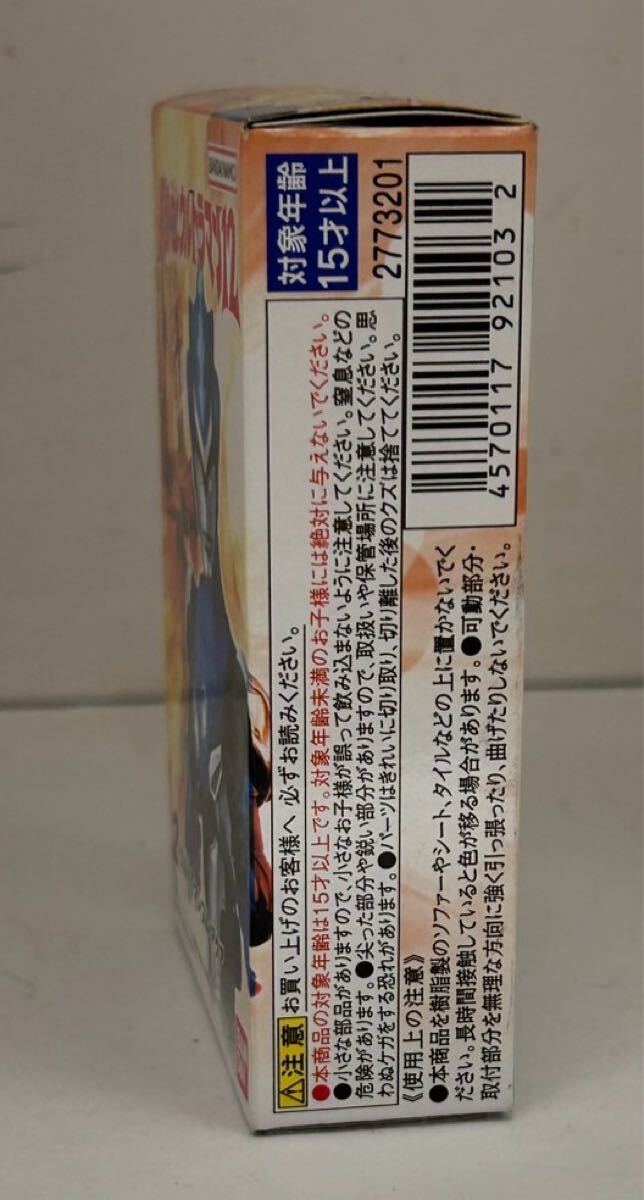 対象年齢
15才以上
2773201
4570117 92103 2
⚠注意 お買い上げのお客様へ 必ずお読みください。
●本商品の対象年齢は15才以上です。対象年齢未満のお子様には絶対に与えないでください。
●小さな部品がありますので、小さなお子様が誤って飲み込まないように注意してください。窒息などの
危険があります。●尖った部分や鋭い部分がありますので、取扱いや保管場所に注意してください。思
わぬケガをする恐れがあります。●パーツはきれいに切り取り、切り離した後のクズは捨ててください。
《使用上の注意》
●本商品を樹脂製のソファーやシート、タイルなどの上に置かないでく
ださい。長時間接触していると色が移る場合があります。●可動部分・
取付部分を無理な方向に強く引っ張ったり、曲げたりしないでください。